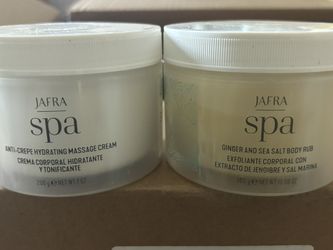 JAFRA
spa
ANTI-CREPE HYDRATING MASSAGE CREAM
CREMA CORPORAL HIDRATANTE
Y TONIFICANTE
JAFRA
spa
GINGER AND SEA SALT BODY RUB
EXFOLIANTE CORPORAL CON
EXTRACTO DE JENGIBRE Y SAL MARINA